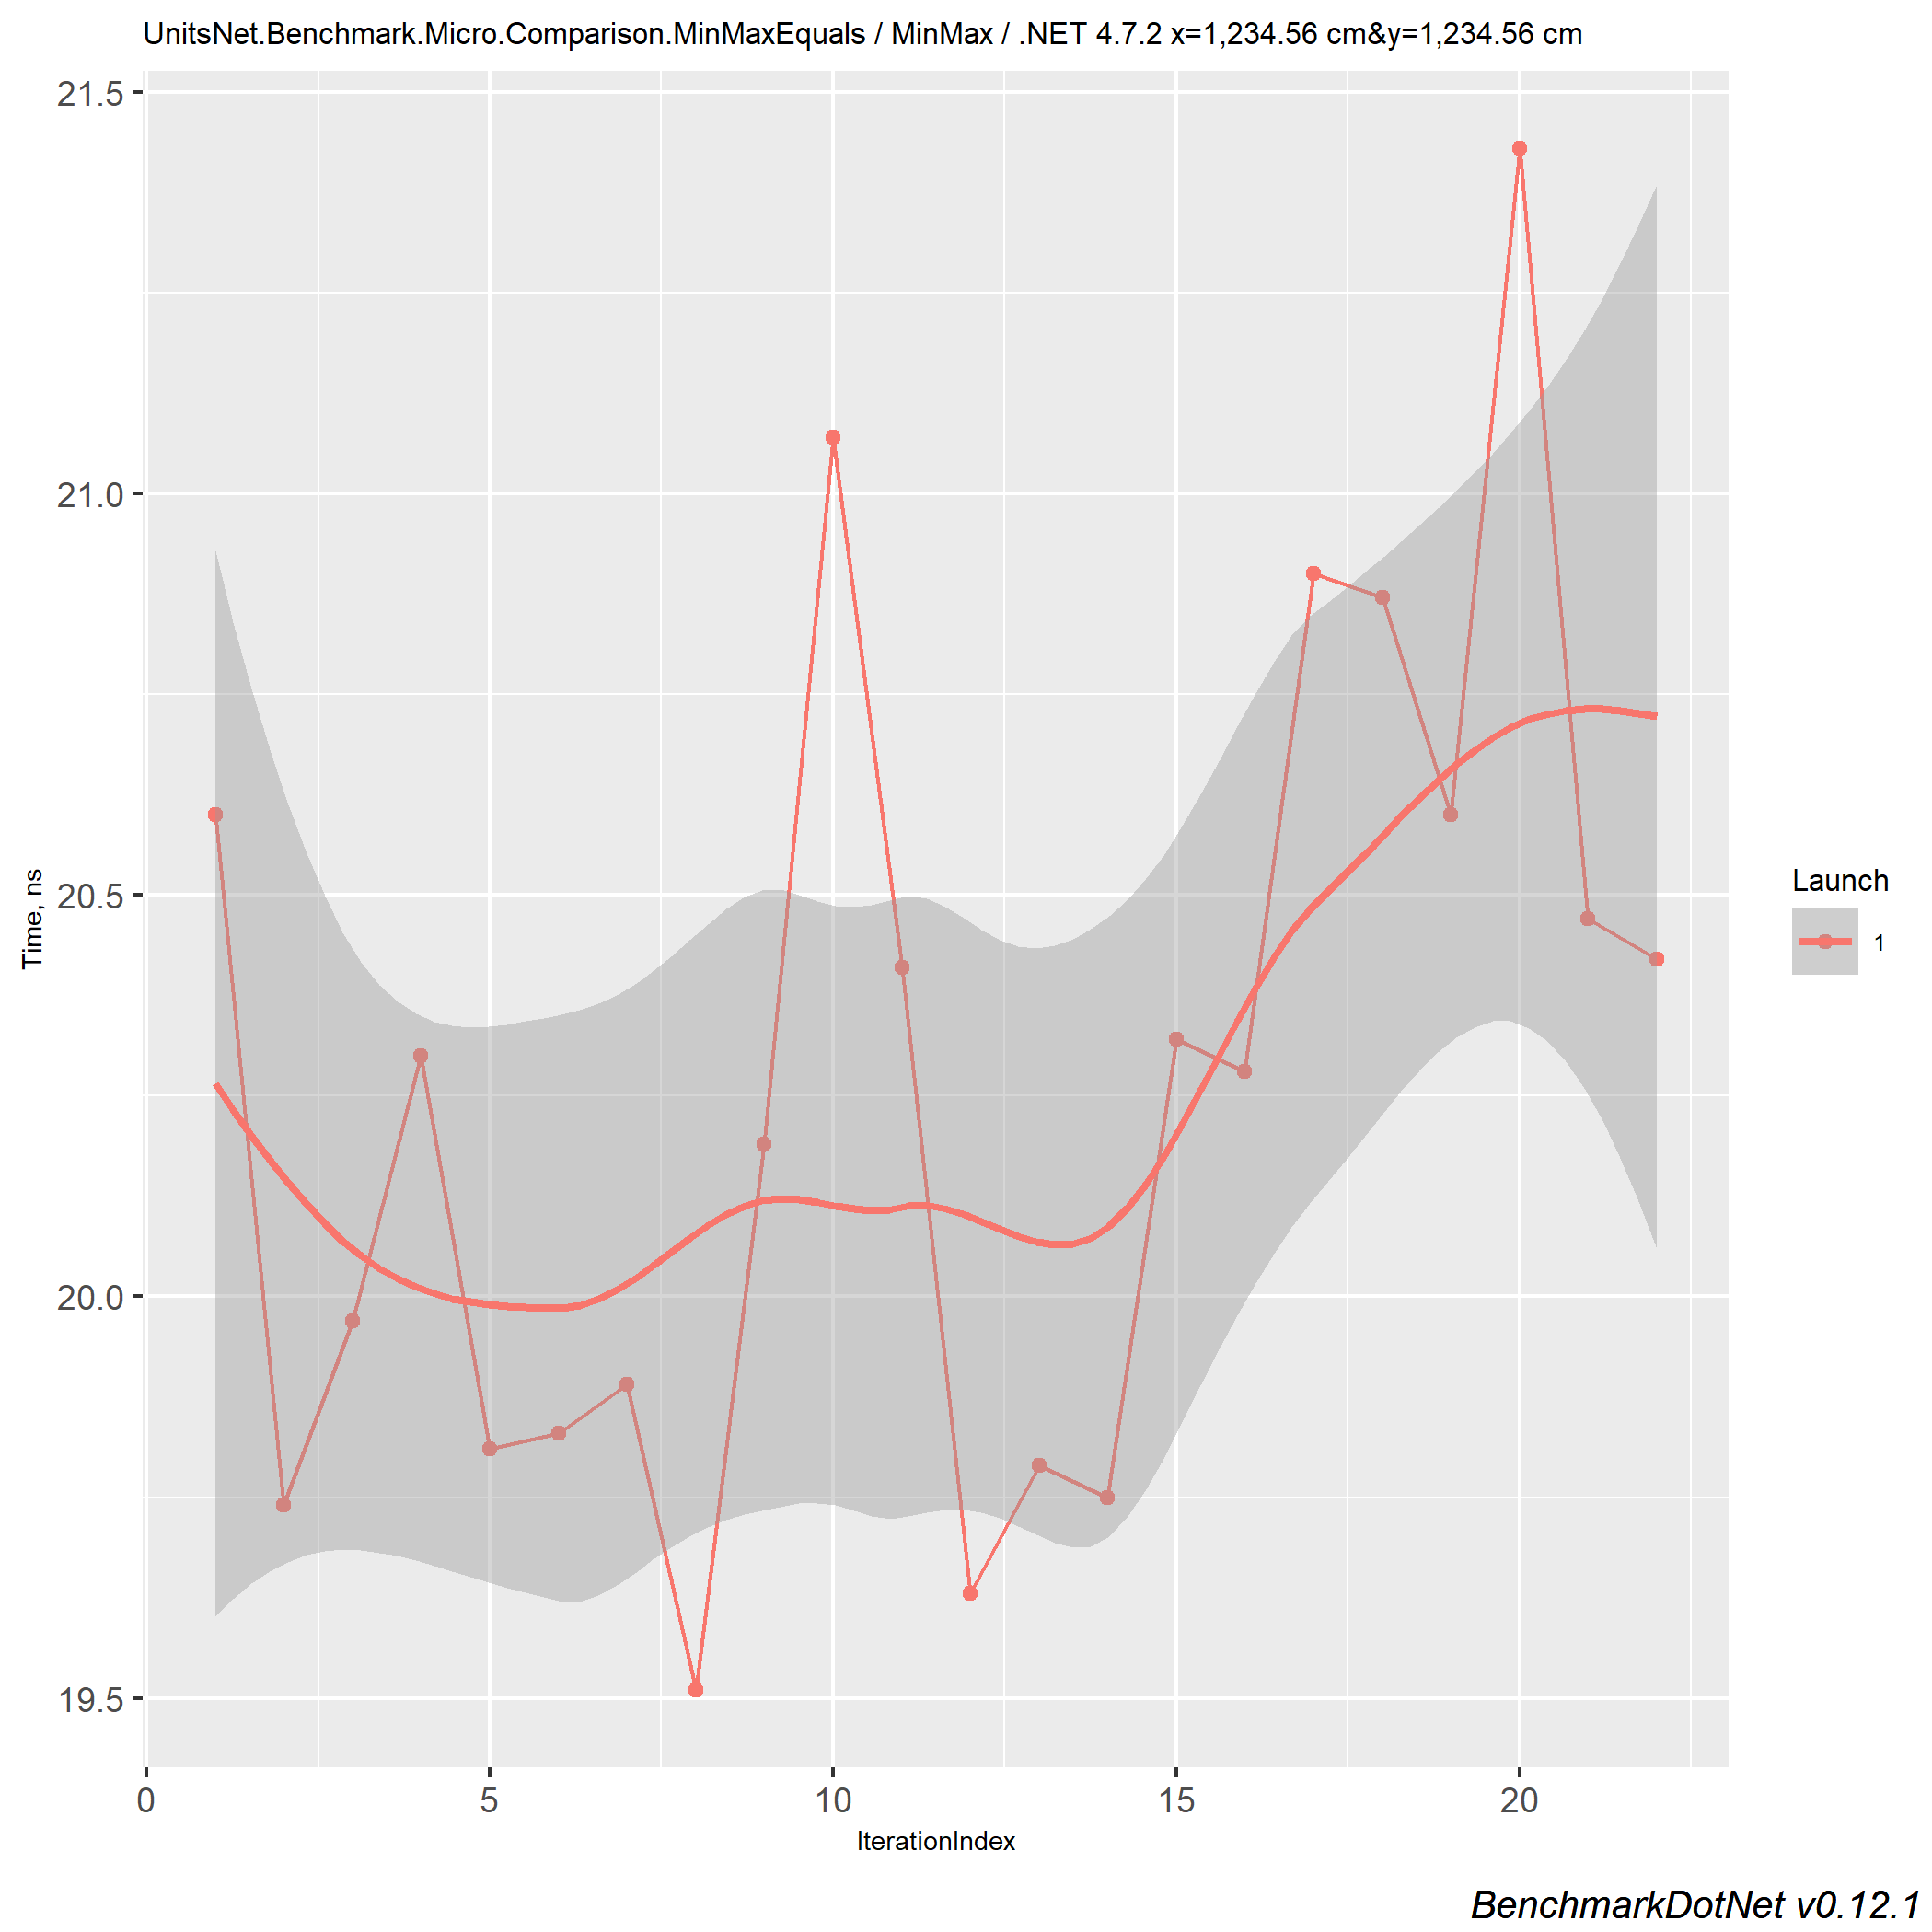 UnitsNet.Benchmark.Micro.Comparison.MinMaxEquals / MinMax / .NET 4.7.2 x=1,234.56 cm&y=1,234.56 cm
21.5
21.0
20.5
20.0
19.5
Time, ns
0 5 10 15 20
IterationIndex
Launch
1
BenchmarkDotNet v0.12.1